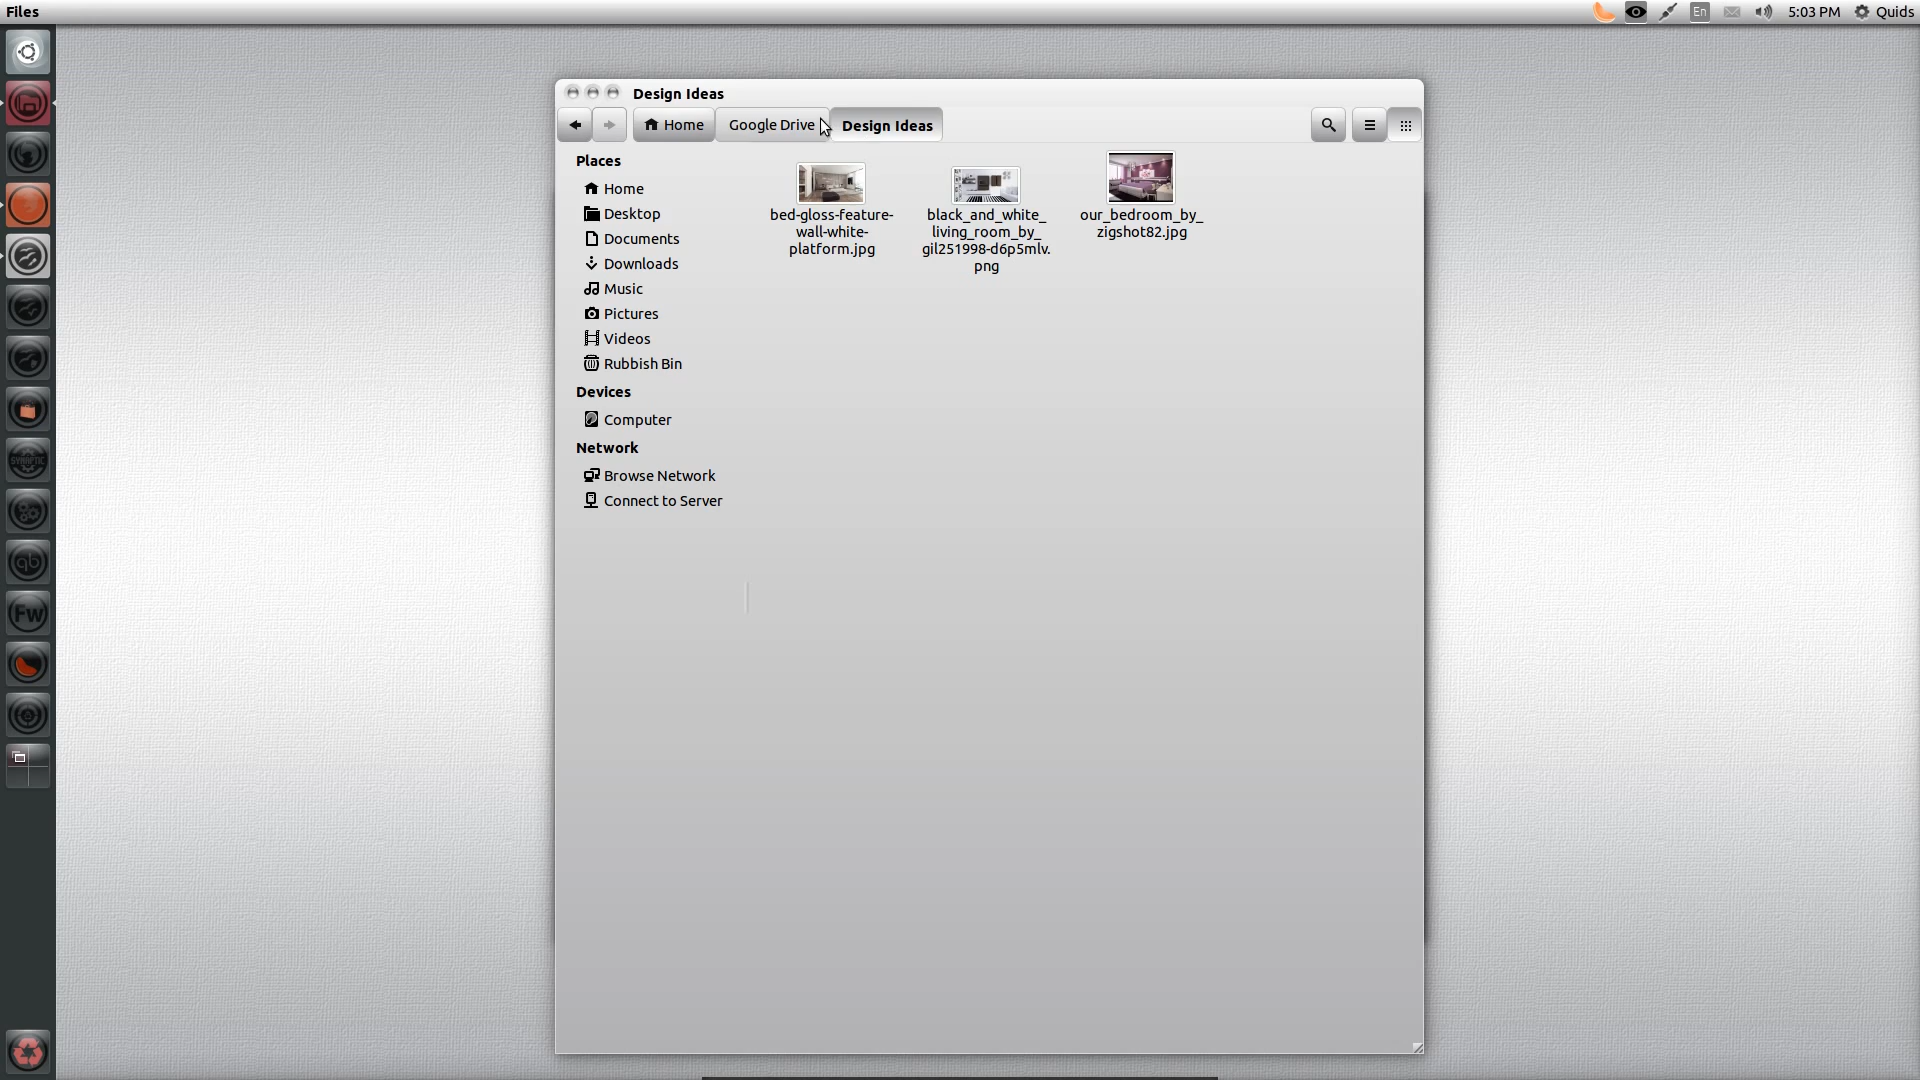 Files
En
5:03 PM
Quids
Design Ideas
Home
Google Drive
Design Ideas
Places
Home
Desktop
Documents
Downloads
Music
Pictures
Videos
Rubbish Bin
Devices
Computer
Network
Browse Network
Connect to Server
bed-gloss-feature-
wall-white-
platform.jpg
black_and_white_
living_room_by_
gil251998-d6p5mlv.
png
our_bedroom_by_
zigshot82.jpg
SYNAPTIC
qb
Fw